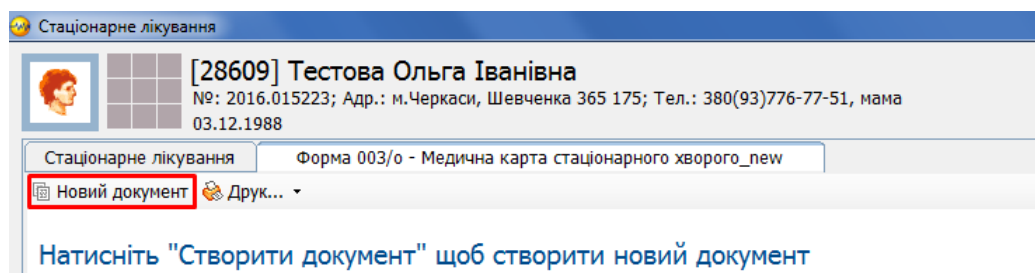 Стаціонарне лікування
[28609] Тестова Ольга Іванівна
№: 2016.015223; Адр.: м.Черкаси, Шевченка 365 175; Тел.: 380(93)776-77-51, мама
03.12.1988
Стаціонарне лікування Форма 003/о - Медична карта стаціонарного хворого_new
Новий документ Друк...
Натисніть "Створити документ" щоб створити новий документ